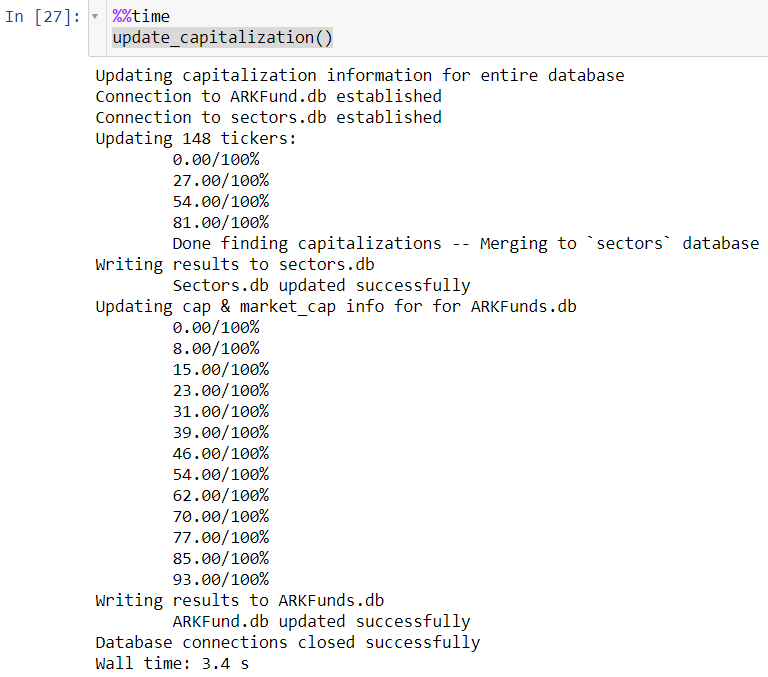 In [27]: %%time
update_capitalization()
Updating capitalization information for entire database
Connection to ARKFund.db established
Connection to sectors.db established
Updating 148 tickers:
0.00/100%
27.00/100%
54.00/100%
81.00/100%
Done finding capitalizations -- Merging to `sectors` database
Writing results to sectors.db
Sectors.db updated successfully
Updating cap & market_cap info for for ARKFunds.db
0.00/100%
8.00/100%
15.00/100%
23.00/100%
31.00/100%
39.00/100%
46.00/100%
54.00/100%
62.00/100%
70.00/100%
77.00/100%
85.00/100%
93.00/100%
Writing results to ARKFunds.db
ARKFund.db updated successfully
Database connections closed successfully
Wall time: 3.4 s